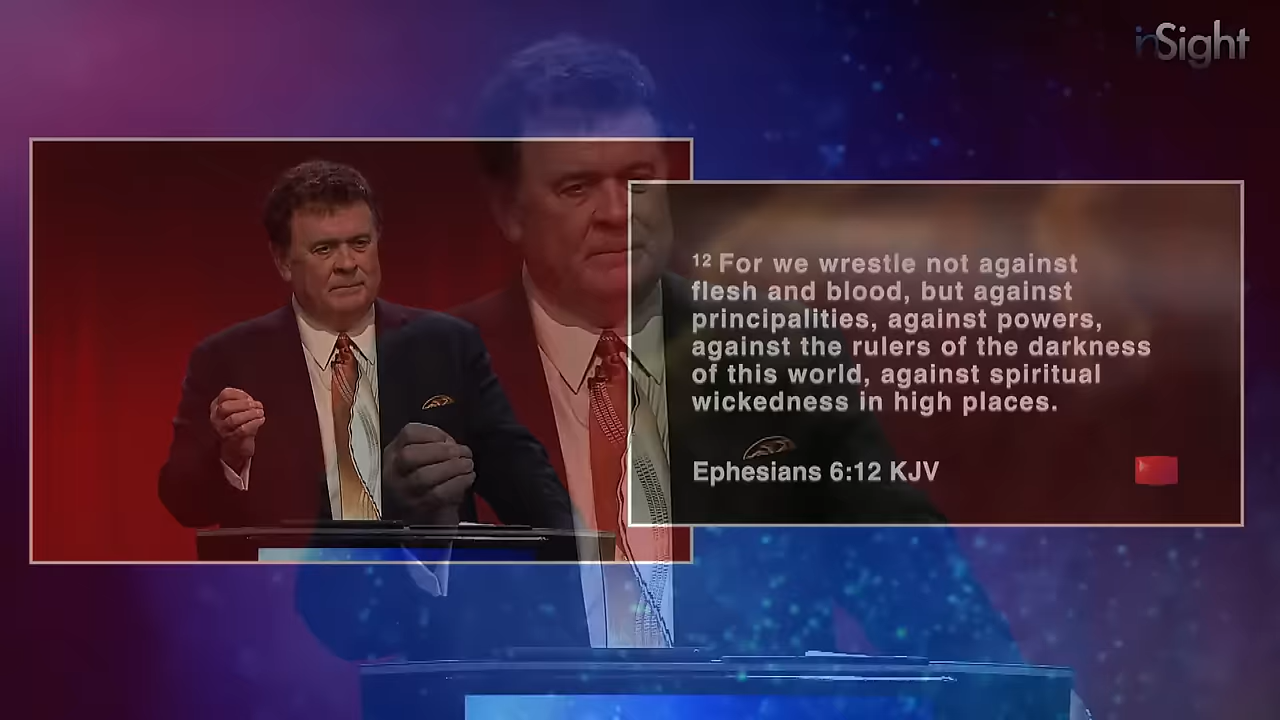 inSight
12 For we wrestle not against
flesh and blood, but against
principalities, against powers,
against the rulers of the darkness
of this world, against spiritual
wickedness in high places.
Ephesians 6:12 KJV